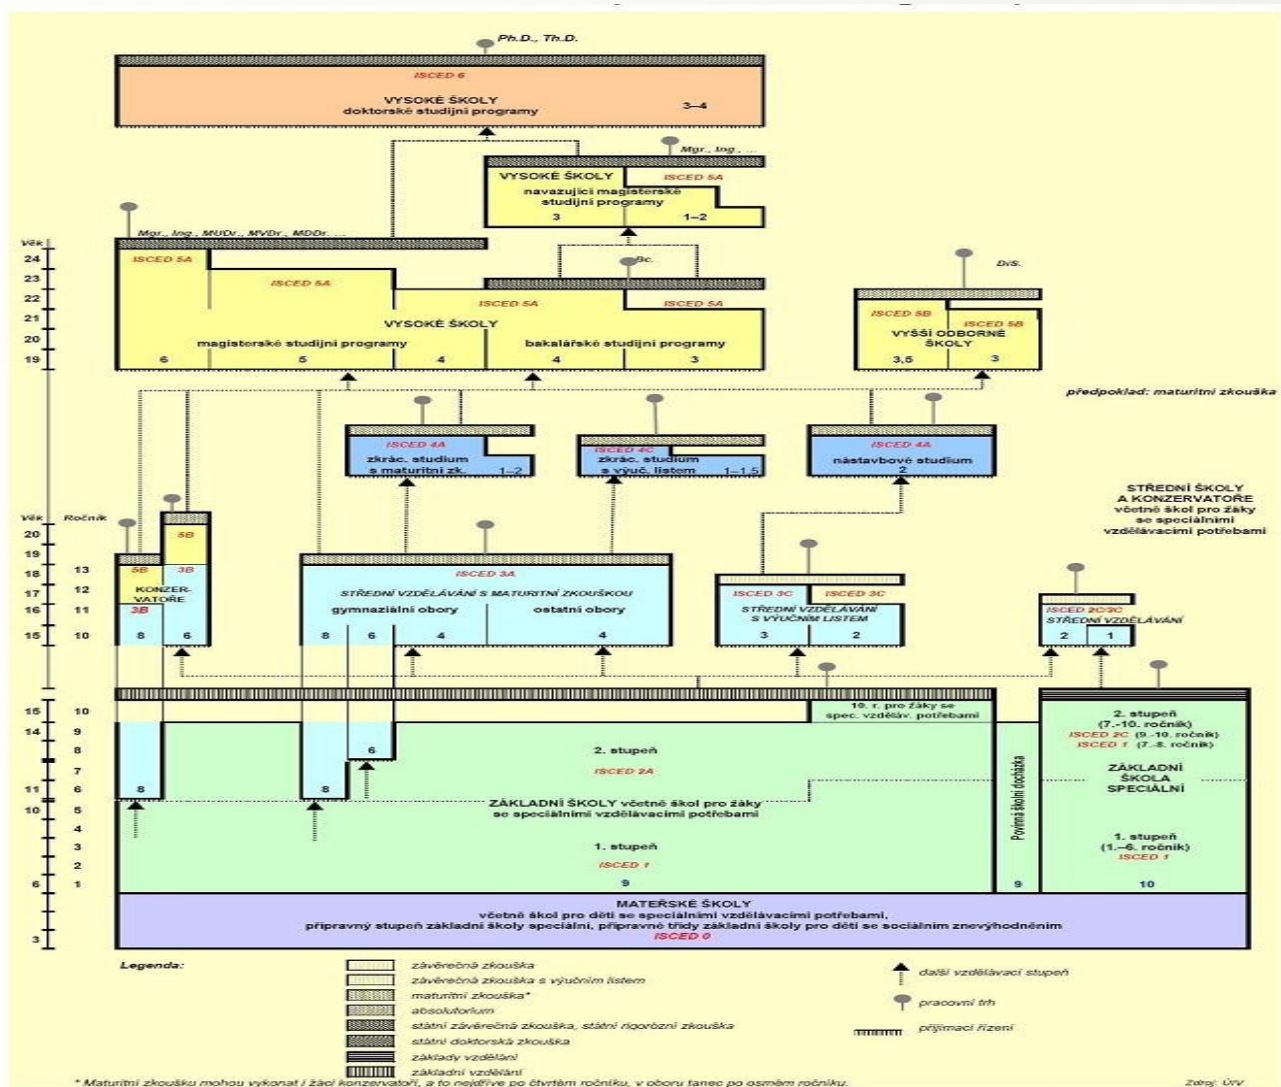 Ph.D., Th.D.
ISCED 6
VYSOKÉ ŠKOLY
doktorské studijní programy 3–4
Mgr., Ing., ...
VYSOKÉ ŠKOLY ISCED 5A
navazující magisterské
studijní programy
3 1–2
Mgr., Ing., MUDr., MVDr., MDDr. ...
Věk
24
23
22
21
20
19
ISCED 5A
ISCED 5A
ISCED 5A
Bc.
ISCED 5A
VYSOKÉ ŠKOLY
magisterské studijní programy bakalářské studijní programy
6 5 4 4 3
DiS.
ISCED 5B
ISCED 5B
VYŠŠÍ ODBORNÉ
ŠKOLY
3,5 3
předpoklad: maturitní zkouška
ISCED 4A
zkrác. studium
s maturitní zk. 1–2
ISCED 4C
zkrác. studium
s výuč. listem 1–1,5
ISCED 4A
nástavbové studium
2
STŘEDNÍ ŠKOLY
A KONZERVATOŘE
včetně škol pro žáky
se speciálními
vzdělávacími potřebami
Věk Ročník
20
19
18 13
17 12
16 11
15 10
5B
5B 3B
KONZER-
VATOŘE
3B
8 6
ISCED 3A
STŘEDNÍ VZDĚLÁVÁNÍ S MATURITNÍ ZKOUŠKOU
gymnaziální obory ostatní obory
8 6 4 4
ISCED 3C ISCED 3C
STŘEDNÍ VZDĚLÁVÁNÍ
S VÝUČNÍM LISTEM
3 2
ISCED 2C/3C
STŘEDNÍ VZDĚLÁVÁNÍ
2 1
15 10
14 9
8
7
11 6
10 5
4
3
2
6 1
3
10. r. pro žáky se
spec. vzděláv. potřebami
6
8 8
2. stupeň
ISCED 2A
ZÁKLADNÍ ŠKOLY včetně škol pro žáky
se speciálními vzdělávacími potřebami
1. stupeň
ISCED 1
9
Povinná školní docházka
9
2. stupeň
(7.-10. ročník)
ISCED 2C (9.-10. ročník)
ISCED 1 (7.-8. ročník)
ZÁKLADNÍ
ŠKOLA
SPECIÁLNÍ
1. stupeň
(1.–6. ročník)
ISCED 1
10
MATEŘSKÉ ŠKOLY
včetně škol pro děti se speciálními vzdělávacími potřebami,
přípravný stupeň základní školy speciální, přípravné třídy základní školy pro děti se sociálním znevýhodněním
ISCED 0
Legenda:
závěrečná zkouška
závěrečná zkouška s výučním listem
maturitní zkouška*
absolutorium
státní závěrečná zkouška, státní rigorózní zkouška
státní doktorská zkouška
základy vzdělání
základní vzdělání
další vzdělávací stupeň
pracovní trh
přijímací řízení
* Maturitní zkoušku mohou vykonat i žáci konzervatoří, a to nejdříve po čtvrtém ročníku, v oboru tanec po osmém ročníku.
Zdroj: ÚIV